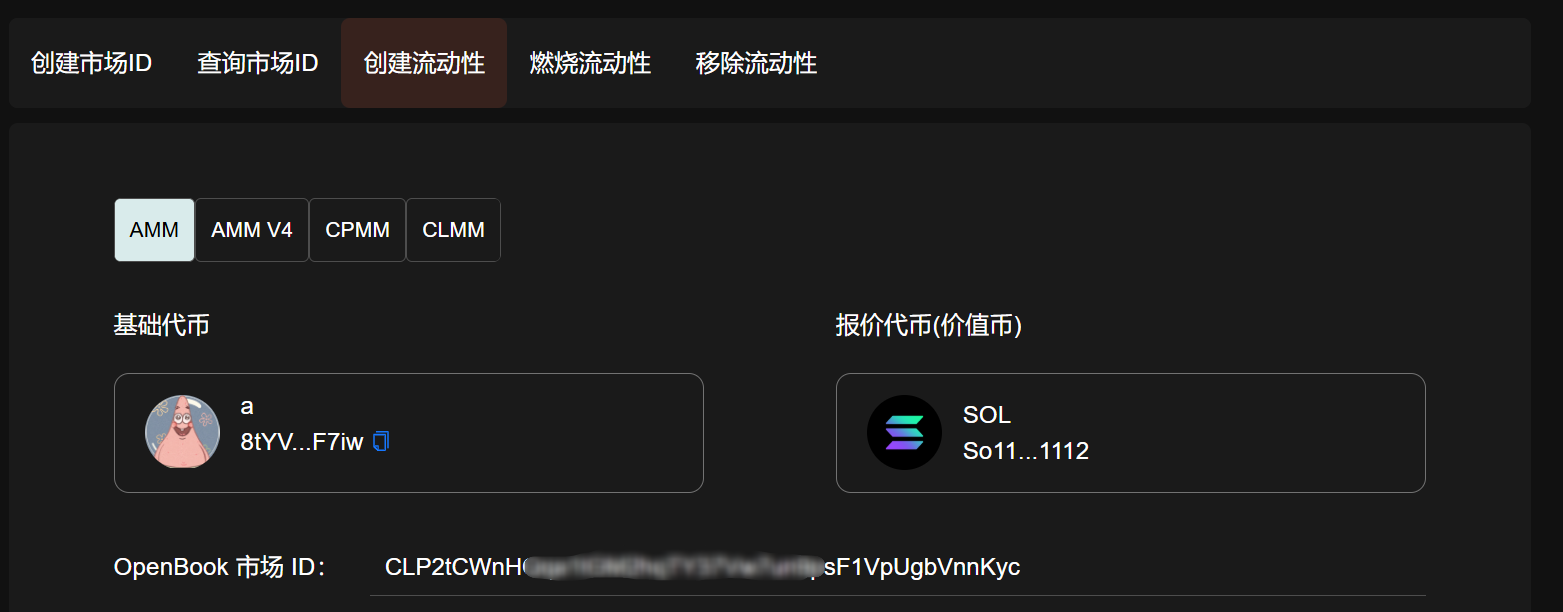 创建市场ID 查询市场ID 创建流动性 燃烧流动性 移除流动性
AMM AMM V4 CPMM CLMM
基础代币 报价代币(价值币)
a
8tYV...F7iw
SOL
So11...1112
OpenBook 市场 ID： CLP2tCWnH sF1VpUgbVnnKyc